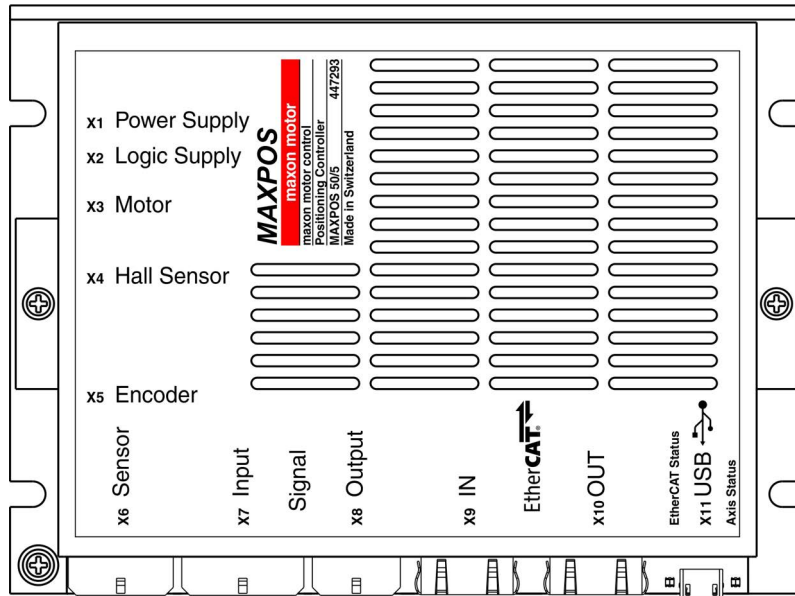 X1 Power Supply
X2 Logic Supply
X3 Motor
X4 Hall Sensor
X5 Encoder
MAXPOS
maxon motor
maxon motor control
Positioning Controller
MAXPOS 50/5 447293
Made in Switzerland
X6 Sensor
X7 Input
Signal
X8 Output
X9 IN
EtherCAT®
X10 OUT
EtherCAT Status
X11 USB
Axis Status